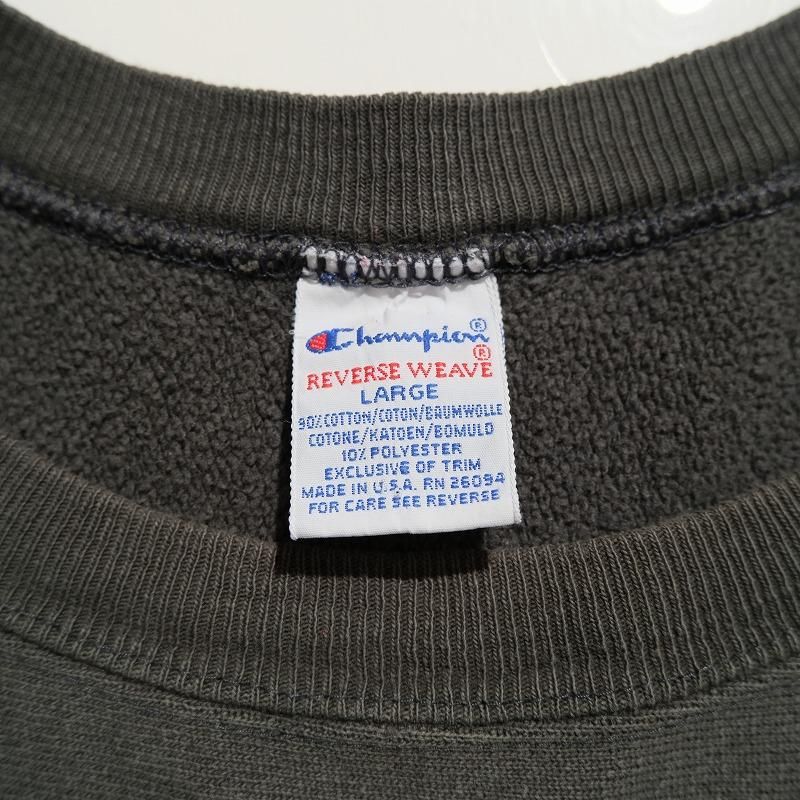 Champion®
REVERSE WEAVE®
LARGE
90% COTTON/COTON/BAUMWOLLE
COTONE/KATOEN/BOMULD
10% POLYESTER
EXCLUSIVE OF TRIM
MADE IN U.S.A. RN 26094
FOR CARE SEE REVERSE